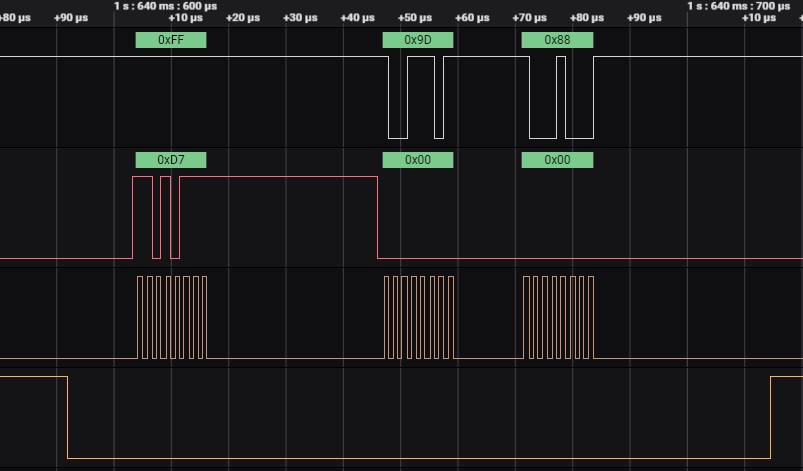 1 s : 640 ms : 600 µs 1 s : 640 ms : 700 µs
+80 µs +90 µs +10 µs +20 µs +30 µs +40 µs +50 µs +60 µs +70 µs +80 µs +90 µs +10 µs
0xFF 0x9D 0x88
0xD7 0x00 0x00